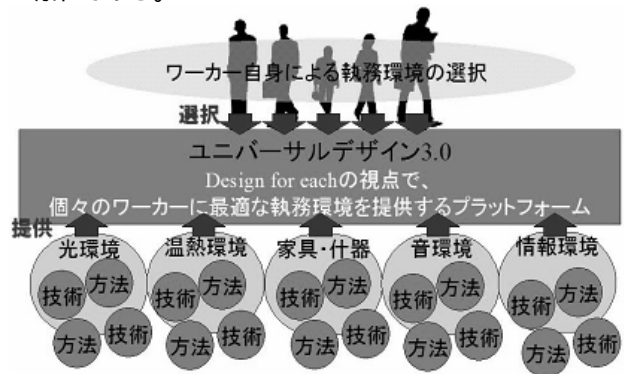 ワーカー自身による執務環境の選択
選択
ユニバーサルデザイン3.0
Design for eachの視点で、
個々のワーカーに最適な執務環境を提供するプラットフォーム
提供
光環境 温熱環境 家具・什器 音環境 情報環境
技術 方法 技術 方法 技術 方法 技術 方法 技術 方法
方法 技術 方法 技術 方法 技術 方法 技術 方法 技術